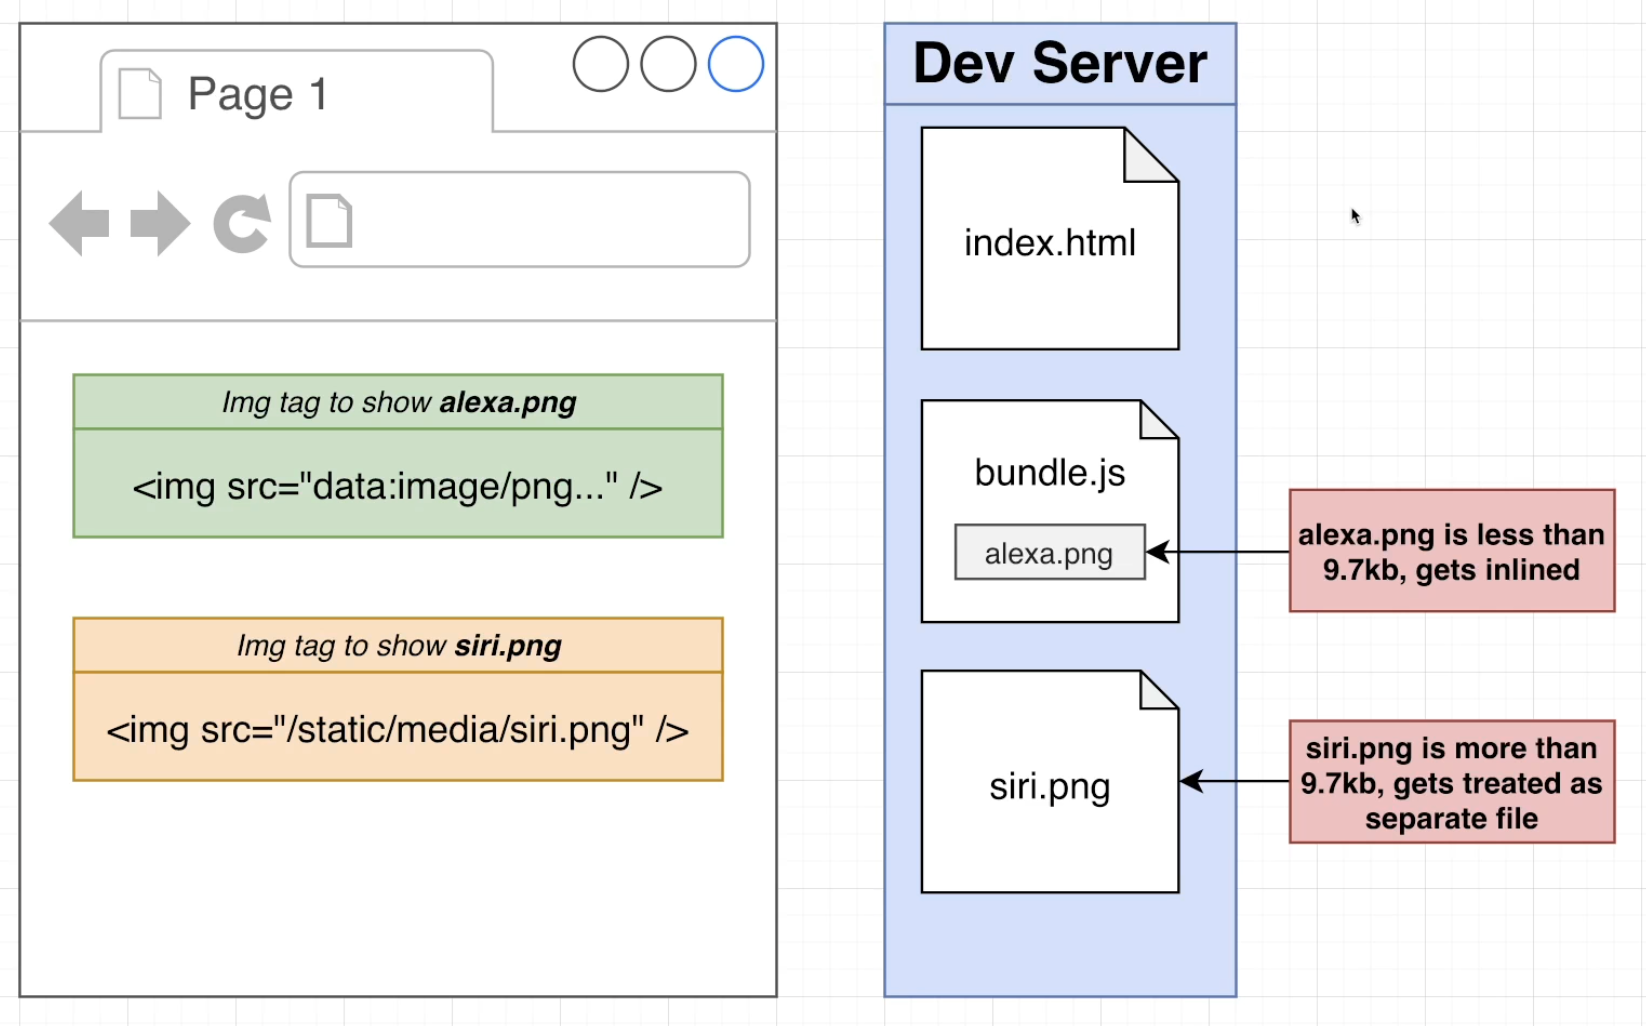 Page 1
Img tag to show alexa.png
<img src="data:image/png..." />
Img tag to show siri.png
<img src="/static/media/siri.png" />
Dev Server
index.html
bundle.js
alexa.png
siri.png
alexa.png is less than
9.7kb, gets inlined
siri.png is more than
9.7kb, gets treated as
separate file